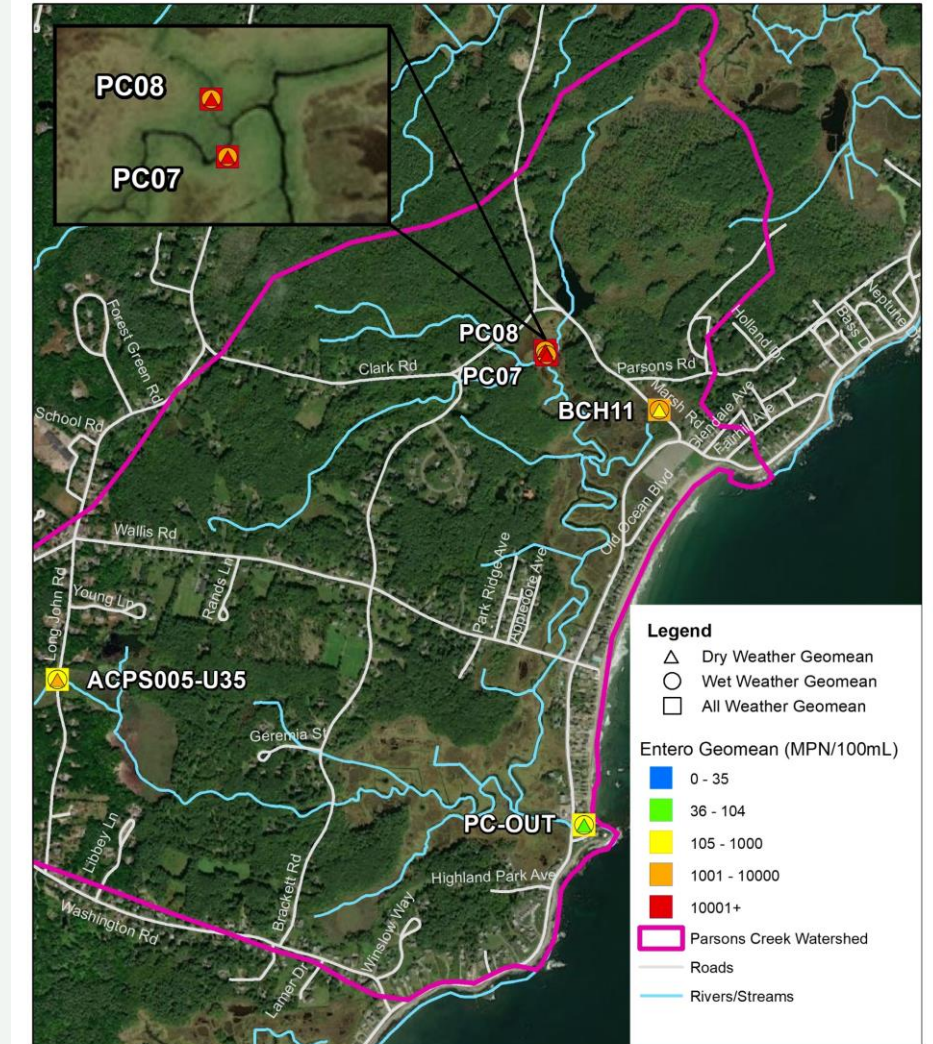 PC08
PC07
Forest Green Rd
School Rd
Clark Rd
PC08
PC07
Parsons Rd
Holland Dr
Bass D
Neptune
BCH11
Marsh Rd
Glendale Ave
Fairhill Ave
Old Ocean Blvd
Wallis Rd
Long John Rd
Young Ln
Rands Ln
Park Ridge Ave
Appledore Ave
ACPS005-U35
Geremia St
PC-OUT
Libbey Ln
Washington Rd
Brackett Rd
Lamer Dr
Winslow Way
Highland Park Ave
Legend
Dry Weather Geomean
Wet Weather Geomean
All Weather Geomean
Entero Geomean (MPN/100mL)
0 - 35
36 - 104
105 - 1000
1001 - 10000
10001+
Parsons Creek Watershed
Roads
Rivers/Streams